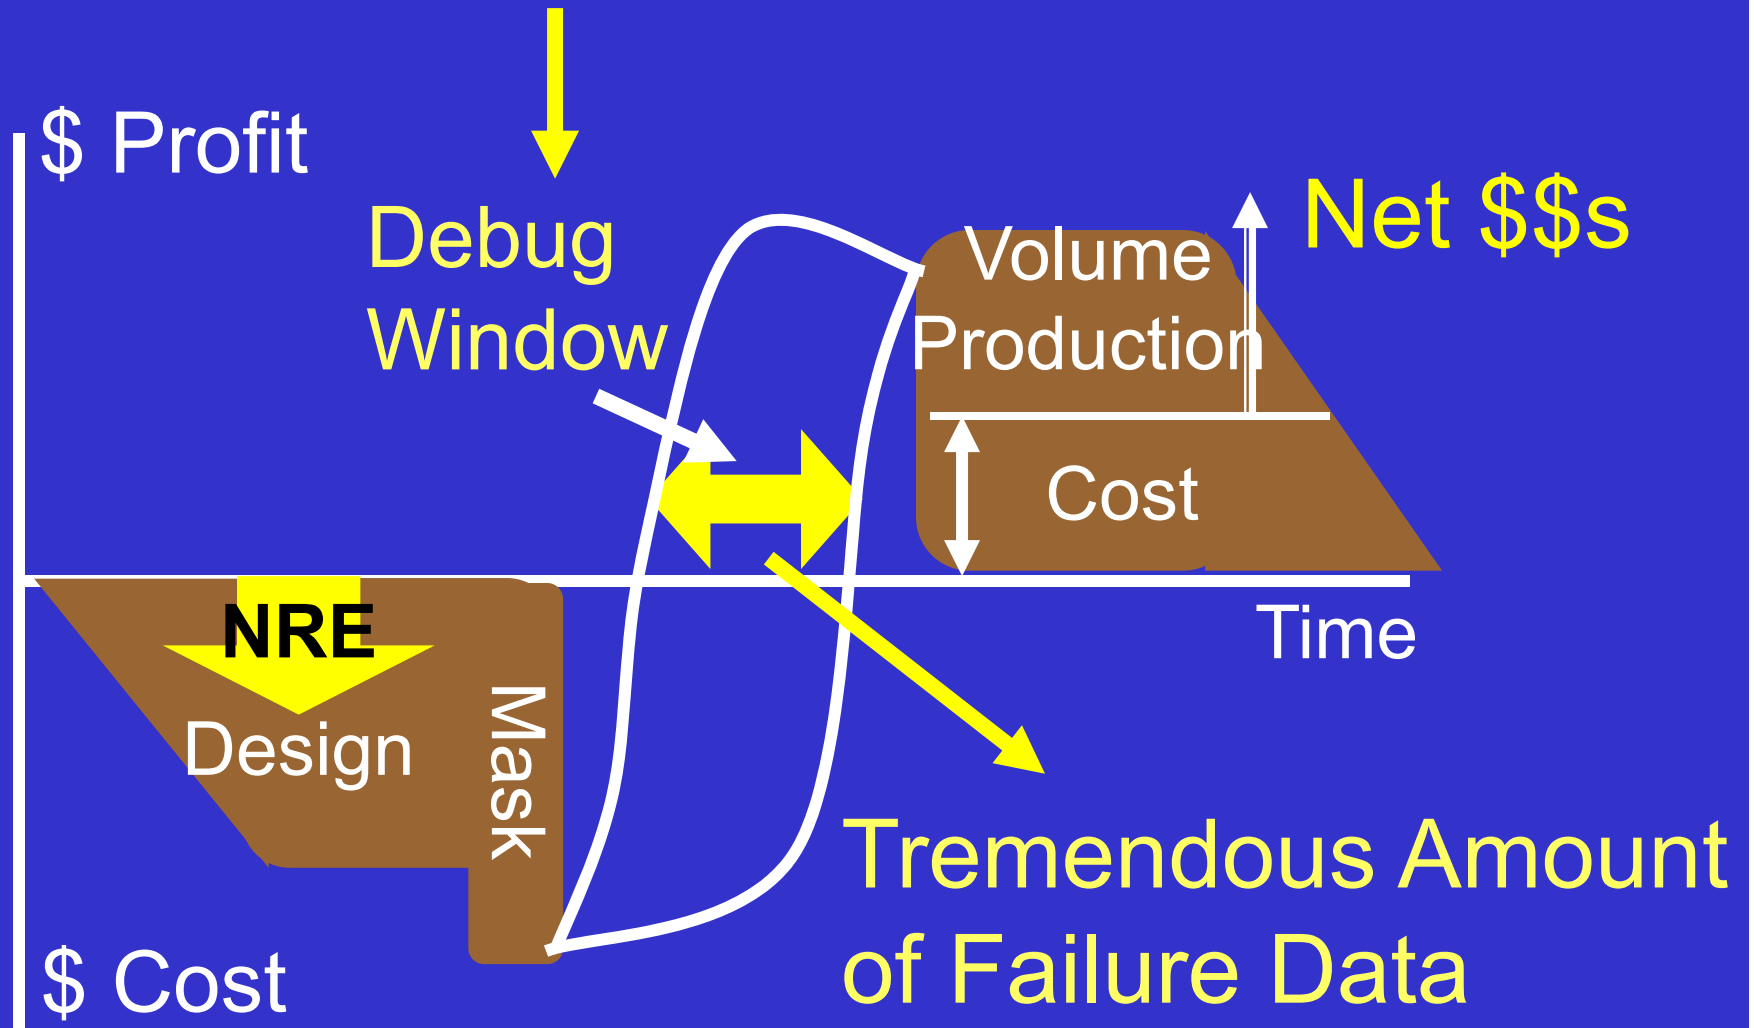 $ Profit
Net $$s
Debug
Window
Volume
Production
Cost
NRE
Time
Design
Mask
Tremendous Amount
of Failure Data
$ Cost